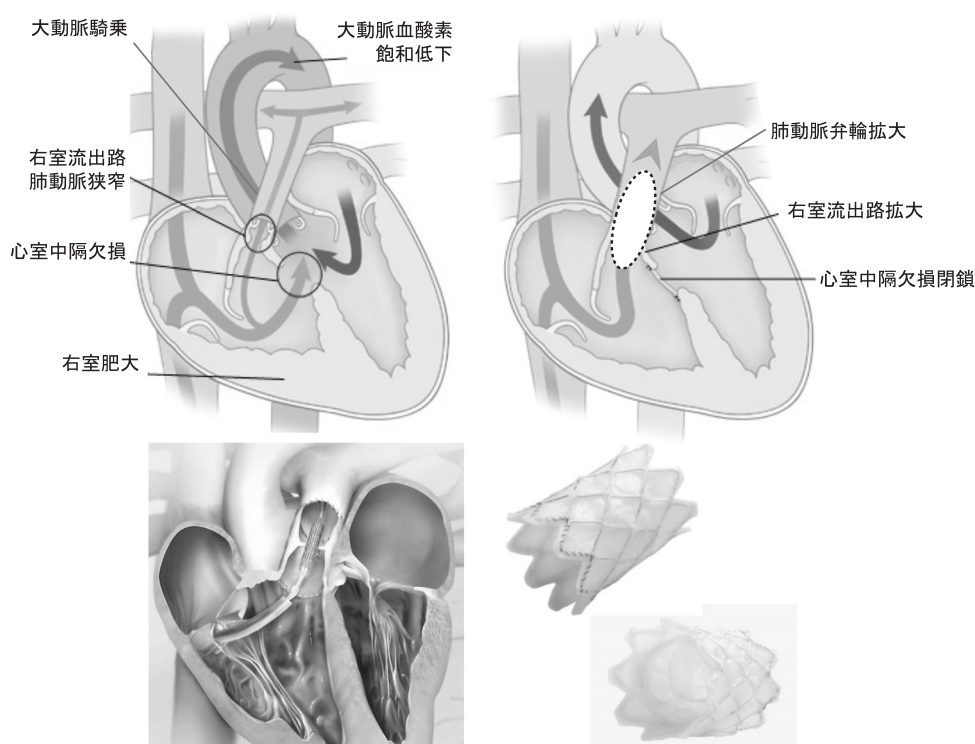 大動脈騎乗
大動脈血酸素
飽和低下
右室流出路
肺動脈狭窄
心室中隔欠損
右室肥大
肺動脈弁輪拡大
右室流出路拡大
心室中隔欠損閉鎖